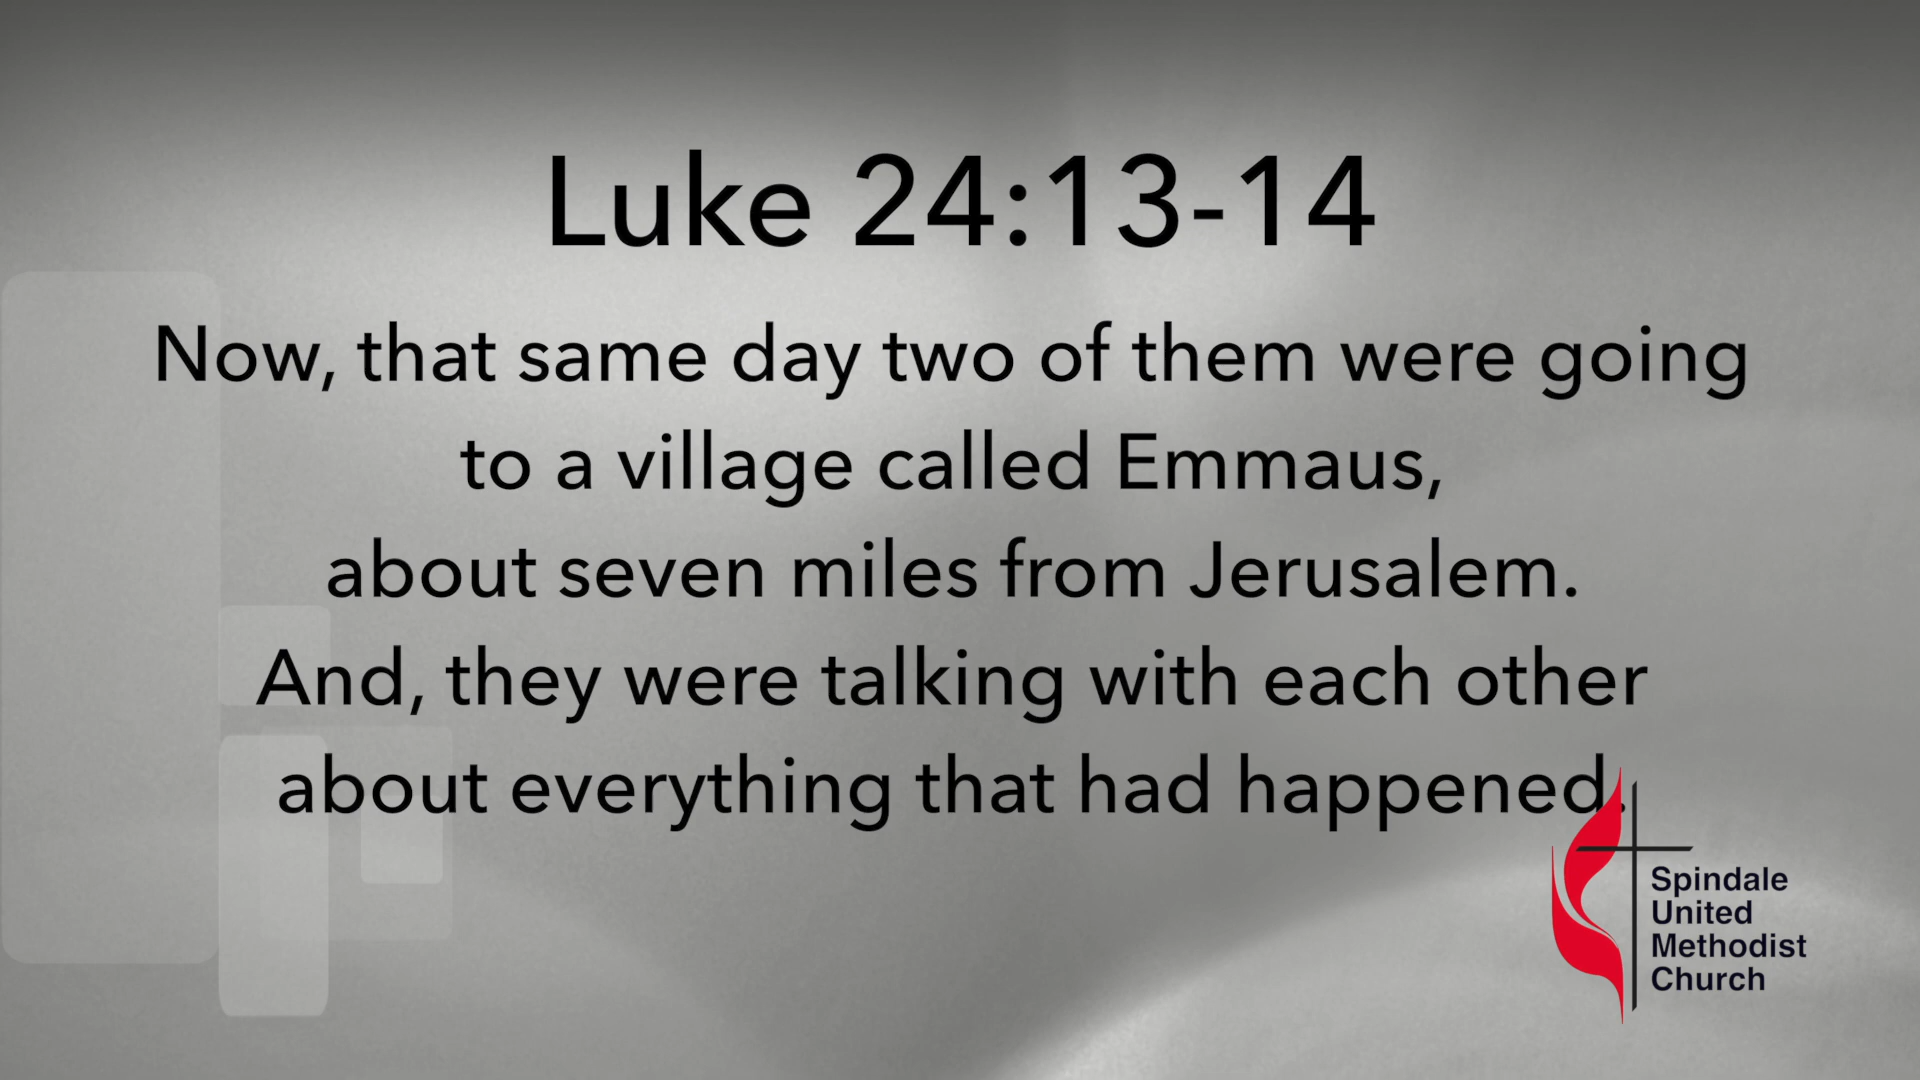 Luke 24:13-14
Now, that same day two of them were going
to a village called Emmaus,
about seven miles from Jerusalem.
And, they were talking with each other
about everything that had happened.
Spindale
United
Methodist
Church